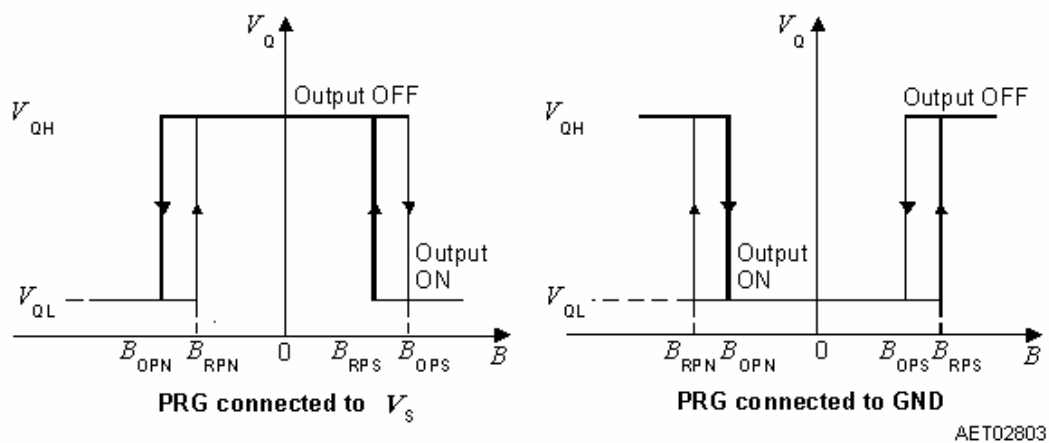 V_Q V_Q
Output OFF Output OFF
V_QH V_QH
Output
ON
Output
ON
V_QL V_QL
B_OPN B_RPN 0 B_RPS B_OPS B B_RPN B_OPN 0 B_OPS B_RPS B
PRG connected to V_S PRG connected to GND
AET02803